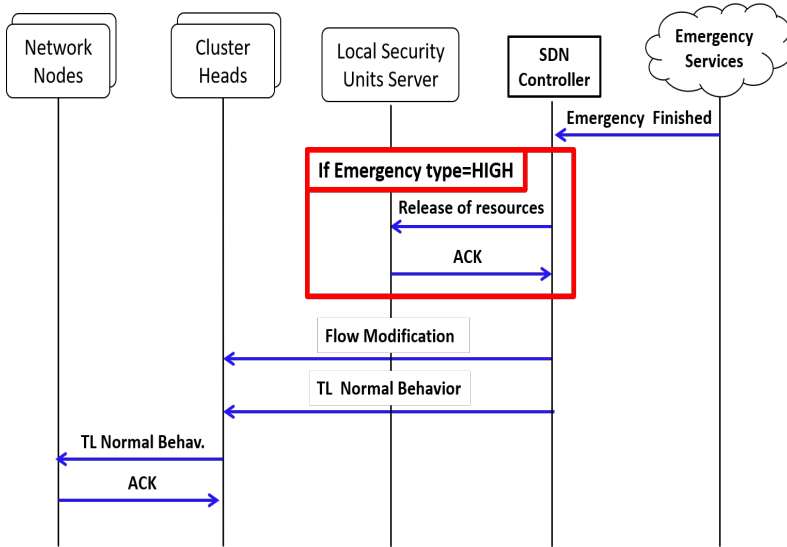 Network
Nodes
Cluster
Heads
Local Security
Units Server
SDN
Controller
Emergency
Services
Emergency Finished
If Emergency type=HIGH
Release of resources
ACK
Flow Modification
TL Normal Behavior
TL Normal Behav.
ACK